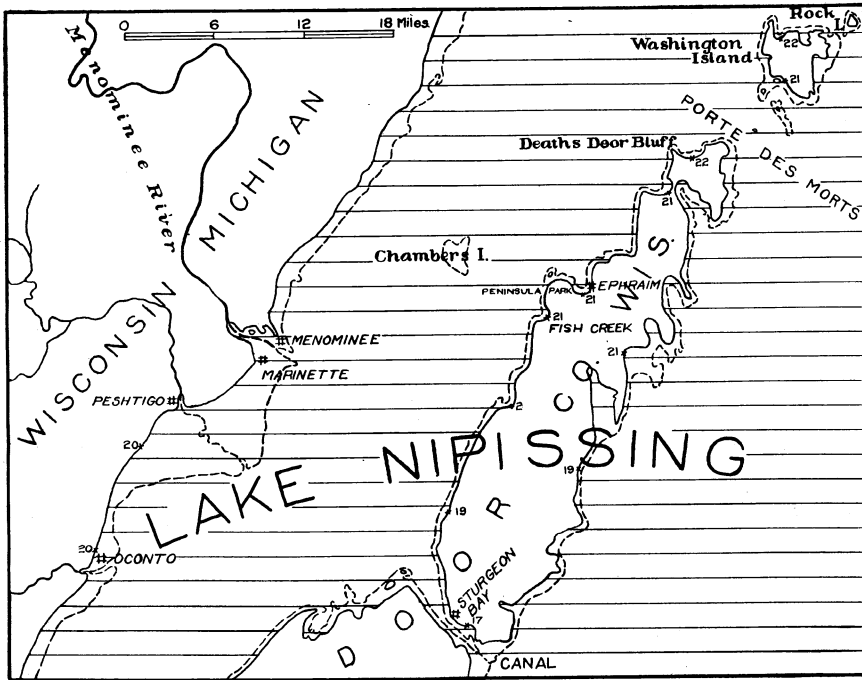 0 6 12 18 Miles.
Rock I.
Washington Island
22
21
Manominee River
MICHIGAN
PORTE DES MORTS
Deaths Door Bluff
22
21
Chambers I.
WIS.
PENINSULA PARK
EPHRAIM
21
21
FISH CREEK
WISCONSIN
MENOMINEE
MARINETTE
21
PESHTIGO
CO.
20
LAKE NIPISSING
19
19
DOOR
20
OCONTO
STURGEON BAY
DO
CANAL